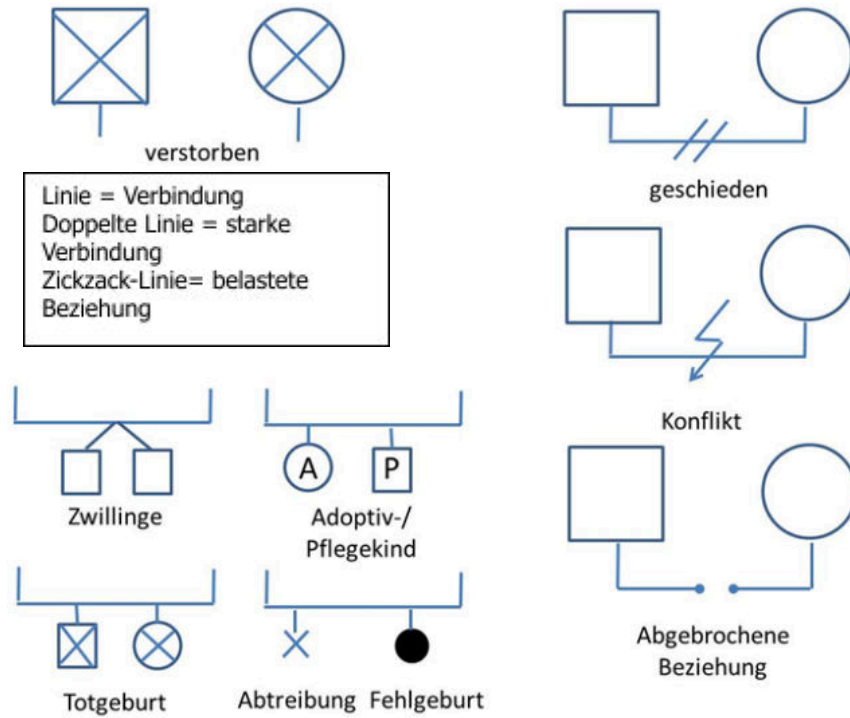 verstorben
Linie = Verbindung
Doppelte Linie = starke
Verbindung
Zickzack-Linie= belastete
Beziehung
geschieden
Konflikt
A
P
Zwillinge
Adoptiv-/
Pflegekind
Abgebrochene
Beziehung
Totgeburt
Abtreibung
Fehlgeburt